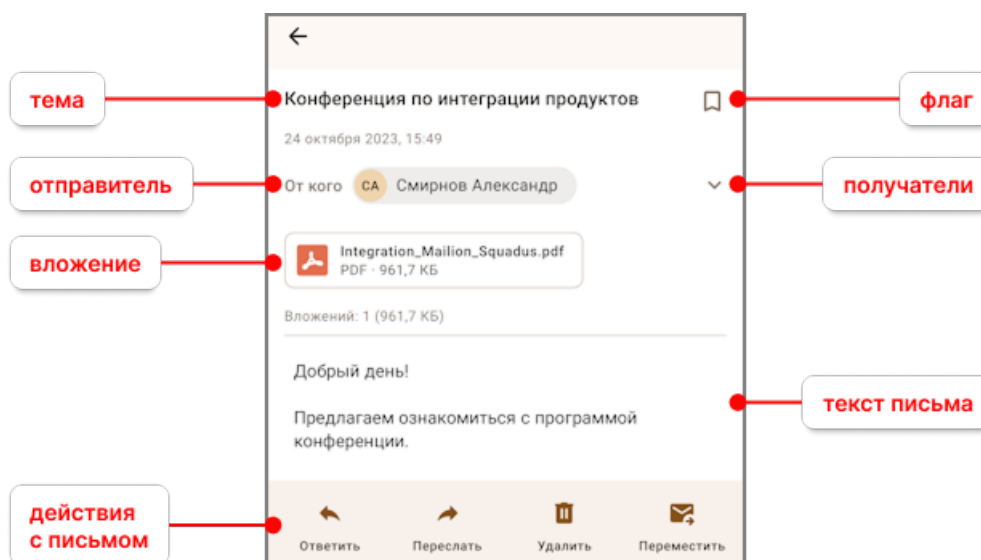 тема
Конференция по интеграции продуктов
флаг
24 октября 2023, 15:49
отправитель
От кого СА Смирнов Александр
получатели
вложение
Integration_Mailion_Squadus.pdf
PDF · 961,7 КБ
Вложений: 1 (961,7 КБ)
Добрый день!
Предлагаем ознакомиться с программой
конференции.
текст письма
действия
с письмом
Ответить Переслать Удалить Переместить